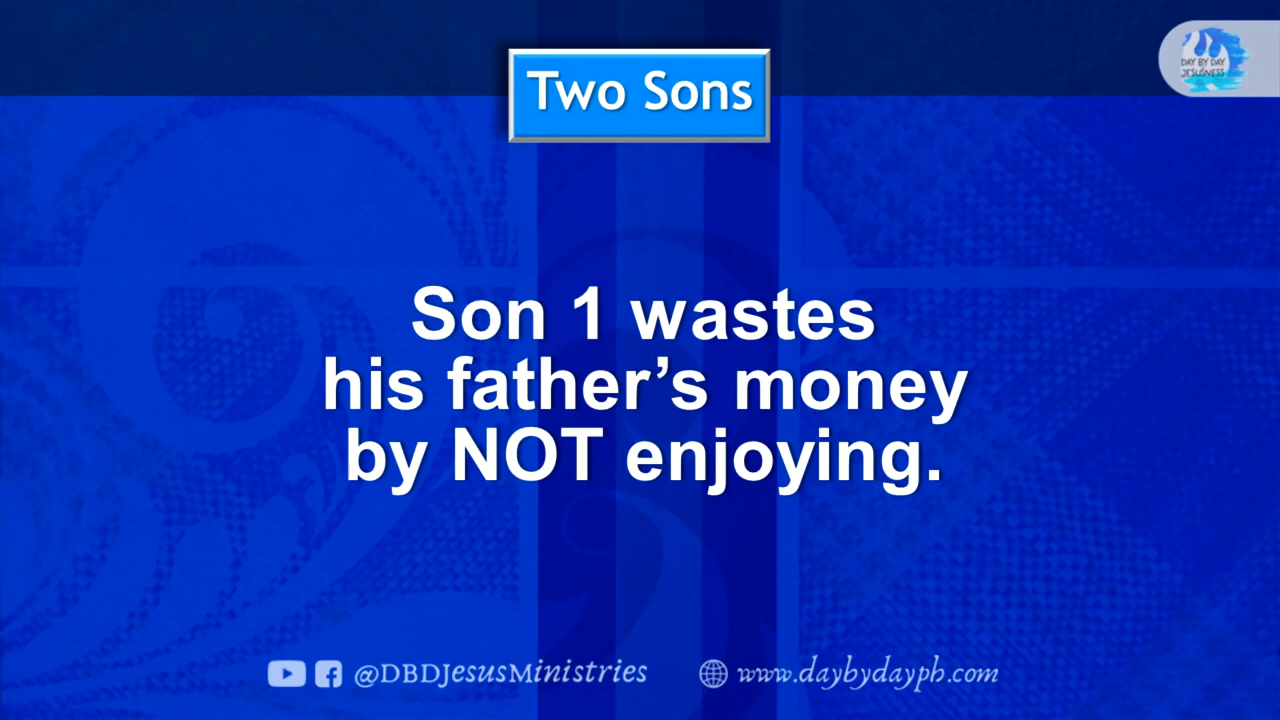 Two Sons
DAY BY DAY
JESUSNESS
Son 1 wastes
his father’s money
by NOT enjoying.
@DBDJesusMinistries
www.daybydayph.com